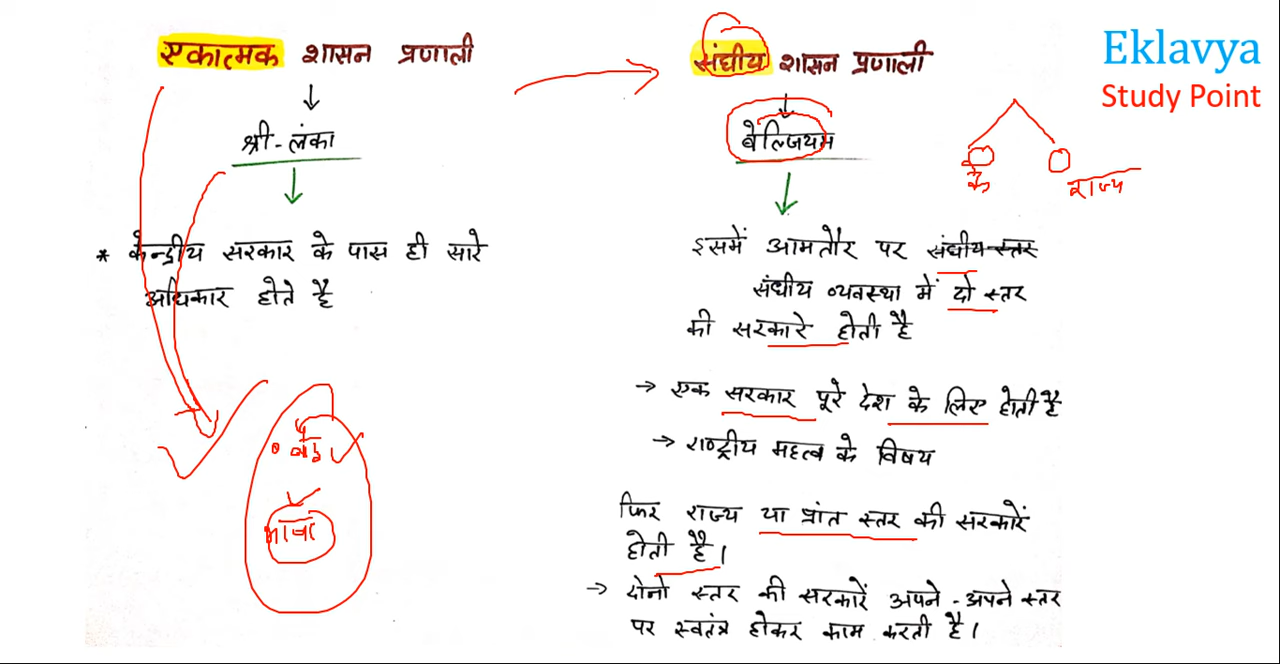 एकात्मक शासन प्रणाली
श्री-लंका
* केन्द्रीय सरकार के पास ही सारे
अधिकार होते है
भाषा
संघीय शासन प्रणाली
बेल्जियम
इसमें आमतौर पर संघीय स्तर
संघीय व्यवस्था में दो स्तर
की सरकारे होती है
→ एक सरकार पूरे देश के लिए होती है
→ राष्ट्रीय महत्व के विषय
फिर राज्य या प्रांत स्तर की सरकारें
होती है।
→ दोनो स्तर की सरकारें अपने-अपने स्तर
पर स्वतंत्र होकर काम करती है।
Eklavya
Study Point
के
राज्य